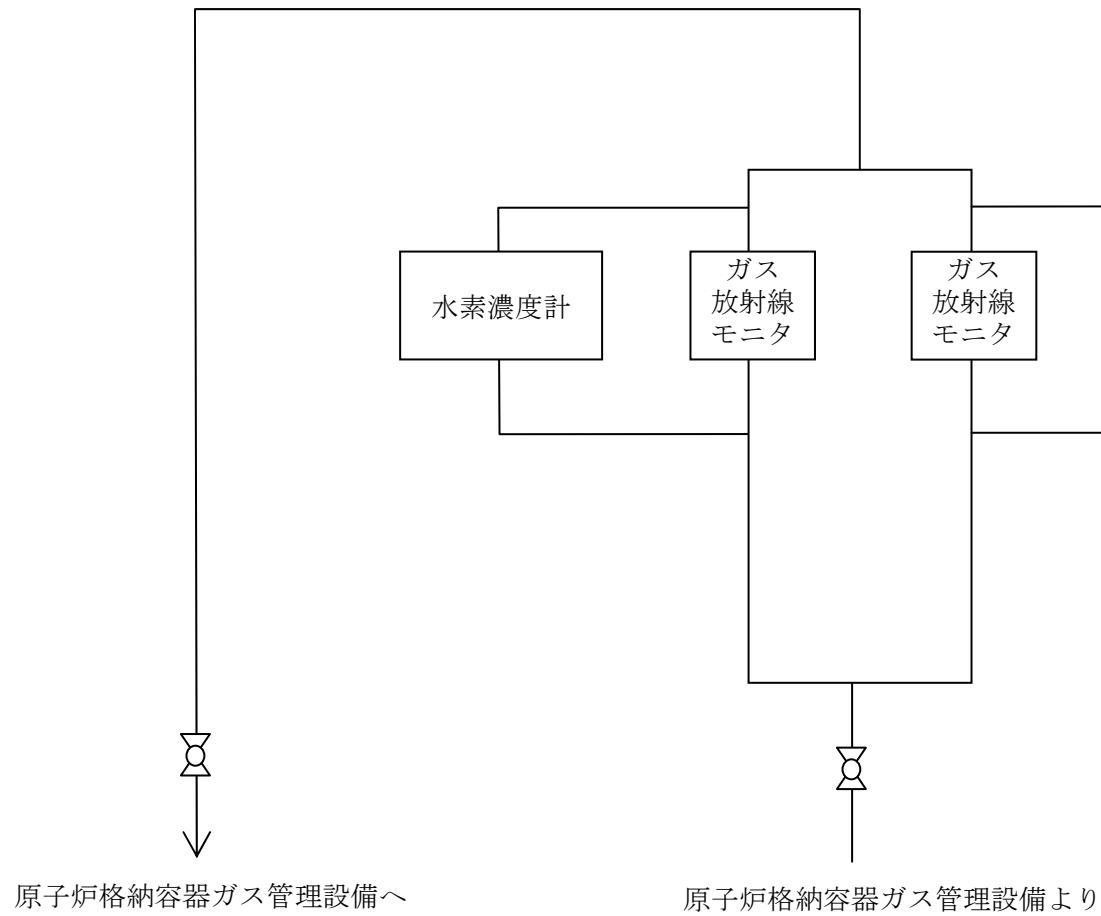 水素濃度計
ガス
放射線
モニタ
ガス
放射線
モニタ
原子炉格納容器ガス管理設備へ
原子炉格納容器ガス管理設備より